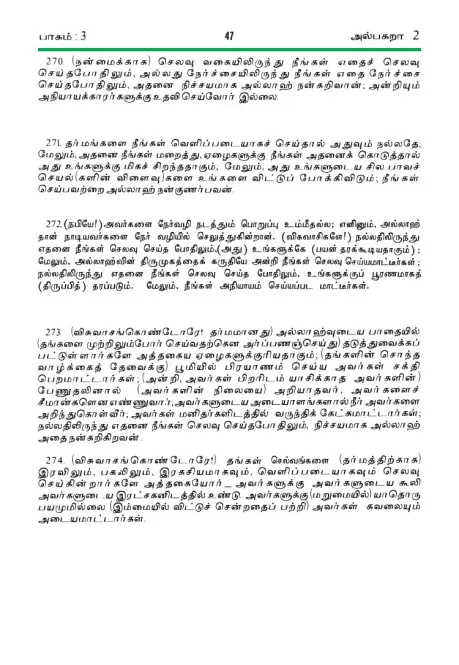 பாகம் : 3 47 அல்பகறா 2
270. (நன்மைக்காக) செலவு வகையிலிருந்து நீங்கள் எதைச் செலவு
செய்தபோதிலும், அல்லது நேர்ச்சையிலிருந்து நீங்கள் எதை நேர்ச்சை
செய்தபோதிலும், அதனை நிச்சயமாக அல்லாஹ் நன்கறிவான்; அன்றியும்
அநியாயக்காரர்களுக்கு உதவி செய்வோர் இல்லை.
271. தர்மங்களை நீங்கள் வெளிப்படையாகச் செய்தால் அதுவும் நல்லதே,
மேலும், அதனை நீங்கள் மறைத்து, ஏழைகளுக்கு நீங்கள் அதனைக் கொடுத்தால்
அது உங்களுக்கு மிகச் சிறந்ததாகும், மேலும், அது உங்களுடைய சில பாவச்
செயல்(களின் விளைவு)களை உங்களை விட்டுப் போக்கிவிடும்; நீங்கள்
செய்பவற்றை அல்லாஹ் நன்குணர்பவன்.
272. (நபியே!) அவர்களை நேர்வழி நடத்தும் பொறுப்பு உம்மீதல்ல; எனினும், அல்லாஹ்
தான் நாடியவர்களை நேர் வழியில் செலுத்துகின்றான். (விசுவாசிகளே!) நல்லதிலிருந்து
எதனை நீங்கள் செலவு செய்த போதிலும்,(அது) உங்களுக்கே (பயன் தரக்கூடியதாகும்) ;
மேலும், அல்லாஹ்வின் திருமுகத்தைக் கருதியே அன்றி நீங்கள் செலவு செய்யமாட்டீர்கள் ;
நல்லதிலிருந்து எதனை நீங்கள் செலவு செய்த போதிலும், உங்களுக்குப் பூரணமாகத்
(திருப்பித்) தரப்படும். மேலும், நீங்கள் அநியாயம் செய்யப்பட மாட்டீர்கள்.
273. (விசுவாசங்கொண்டோரே! தர்மமானது) அல்லாஹ்வுடைய பாதையில்
(தங்களை முற்றிலும்போர் செய்வதற்கென அர்ப்பணஞ்செய்து) தடுத்துவைக்கப்
பட்டுள்ளார்களே அத்தகைய ஏழைகளுக்குரியதாகும்; (தங்களின் சொந்த
வாழ்க்கைத் தேவைக்கு) பூமியில் பிரயாணம் செய்ய அவர்கள் சக்தி
பெறமாட்டார்கள்; (அன்றி, அவர்கள் பிறரிடம் யாசிக்காத அவர்களின்)
பேணுதலினால் (அவர்களின் நிலையை) அறியாதவர், அவர்களைச்
சீமான்களென எண்ணுவார்;அவர்களுடைய அடையாளங்களால் நீர் அவர்களை
அறிந்துகொள்வீர்; அவர்கள் மனிதர்களிடத்தில் வருந்திக் கேட்கமாட்டார்கள்;
நல்லதிலிருந்து எதனை நீங்கள் செலவு செய்தபோதிலும், நிச்சயமாக அல்லாஹ்
அதை நன்கறிகிறவன்.
274. (விசுவாசங்கொண்டோரே!) தங்கள் செல்வங்களை (தர்மத்திற்காக)
இரவிலும், பகலிலும், இரகசியமாகவும், வெளிப்படையாகவும் செலவு
செய்கின்றார்களே அத்தகையோர் _ அவர்களுக்கு அவர்களுடைய கூலி
அவர்களுடைய இரட்சகனிடத்தில் உண்டு. அவர்களுக்கு (மறுமையில்) யாதொரு
பயமுமில்லை. (இம்மையில் விட்டுச் சென்றதைப் பற்றி) அவர்கள் கவலையும்
அடையமாட்டார்கள்.